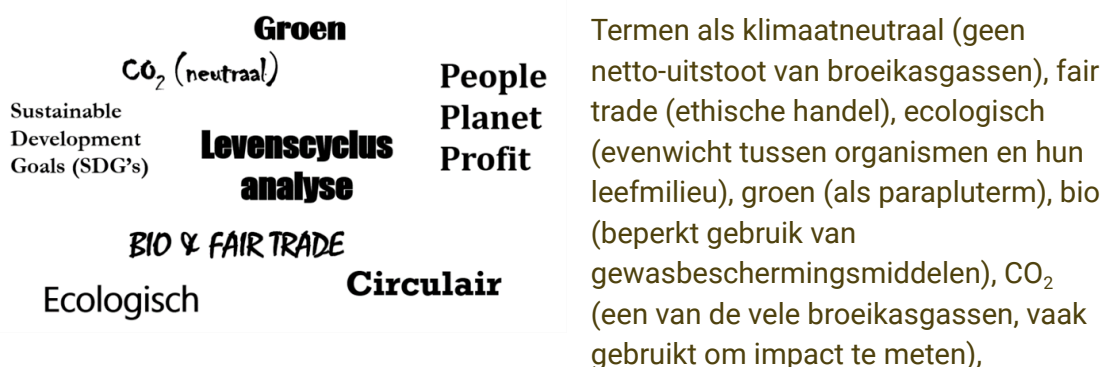 Groen
CO₂ (neutraal)
People
Planet
Profit
Sustainable
Development
Goals (SDG's)
Levenscyclus
analyse
BIO & FAIR TRADE
Circulair
Ecologisch
Termen als klimaatneutraal (geen
netto-uitstoot van broeikasgassen), fair
trade (ethische handel), ecologisch
(evenwicht tussen organismen en hun
leefmilieu), groen (als parapluterm), bio
(beperkt gebruik van
gewasbeschermingsmiddelen), CO₂
(een van de vele broeikasgassen, vaak
gebruikt om impact te meten),